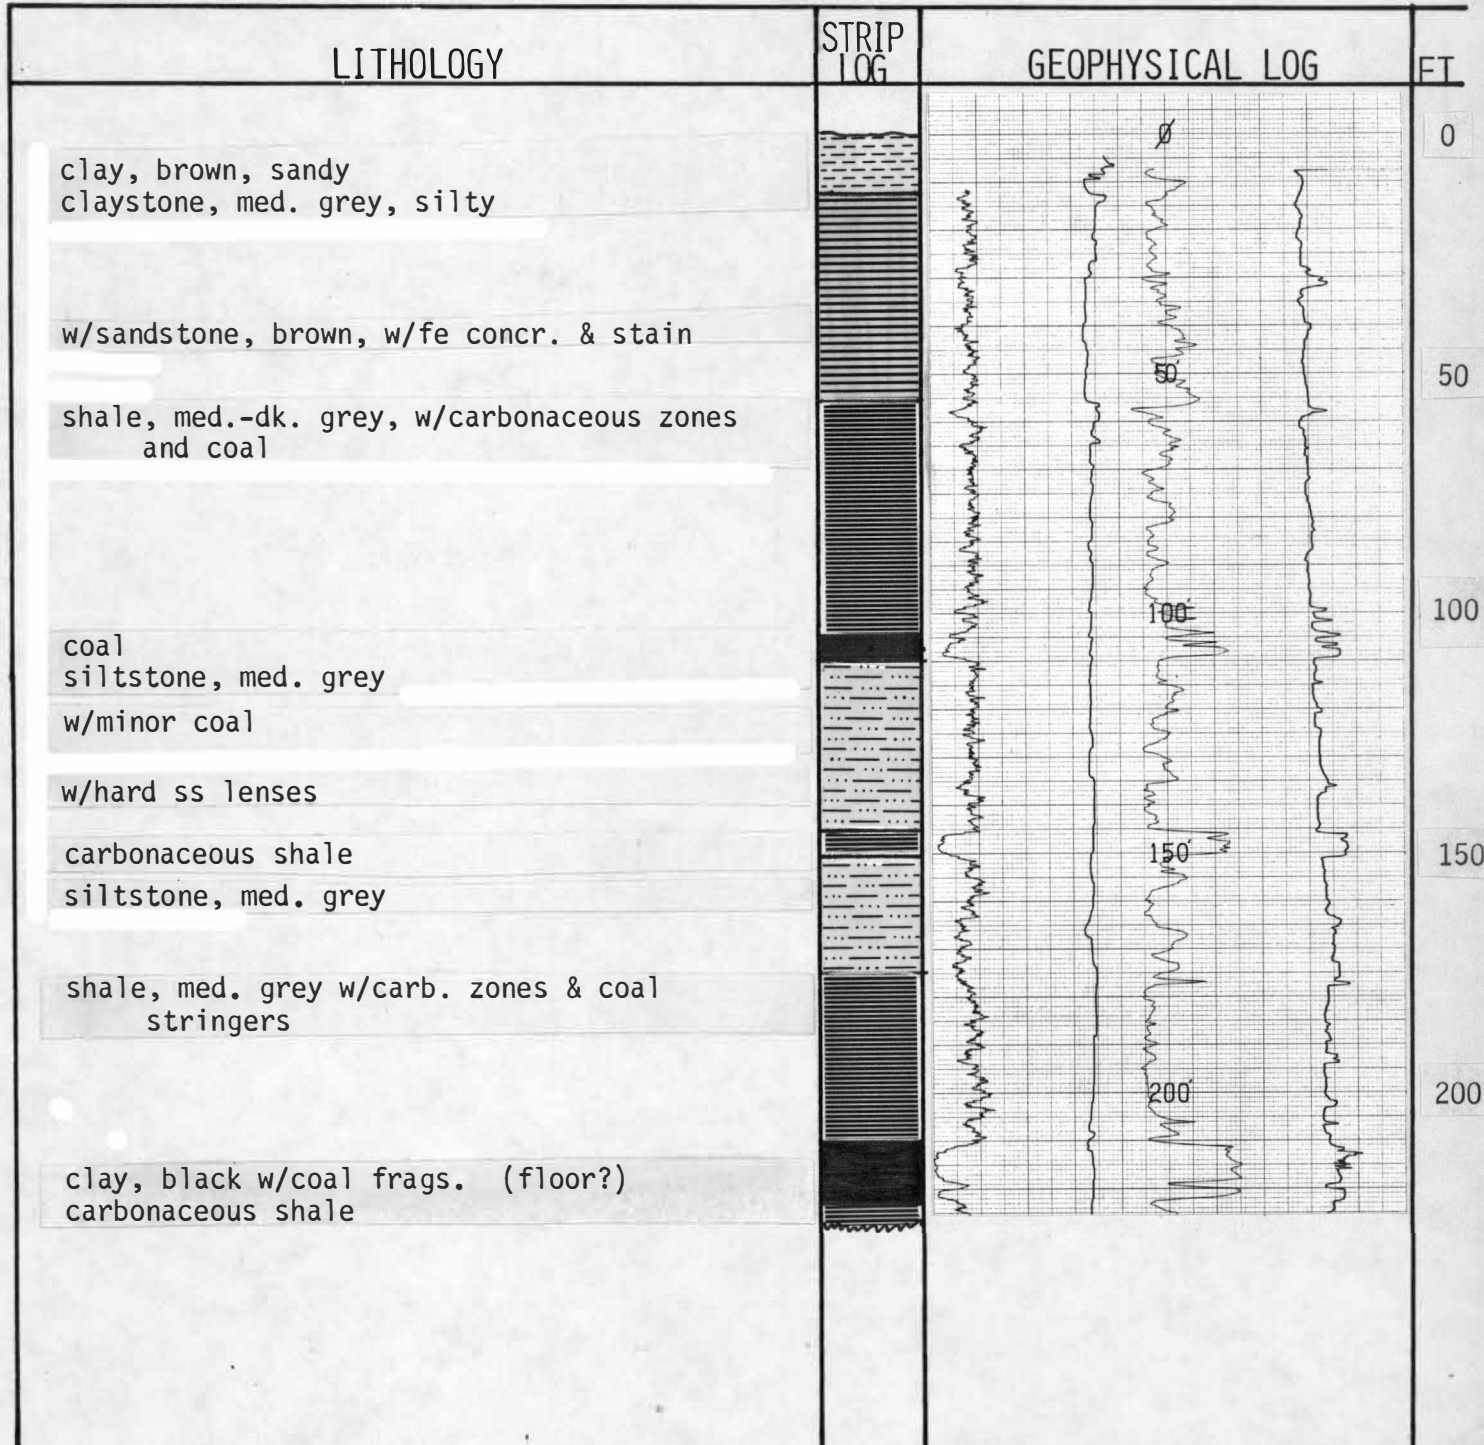 LITHOLOGY
STRIP
LOG
GEOPHYSICAL LOG
FT
clay, brown, sandy
claystone, med. grey, silty
w/sandstone, brown, w/fe concr. & stain
shale, med.-dk. grey, w/carbonaceous zones
and coal
coal
siltstone, med. grey
w/minor coal
w/hard ss lenses
carbonaceous shale
siltstone, med. grey
shale, med. grey w/carb. zones & coal
stringers
clay, black w/coal frags. (floor?)
carbonaceous shale
Ø
50'
100'
150'
200'
0
50
100
150
200